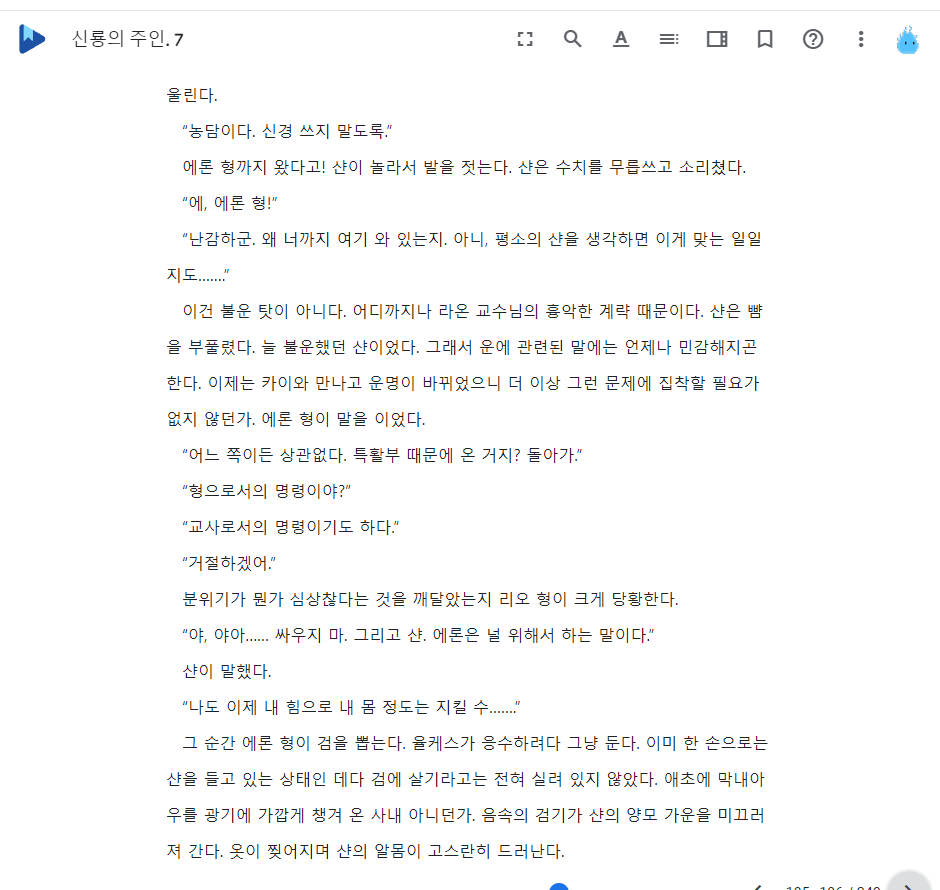 신룡의 주인. 7
울린다.
“농담이다. 신경 쓰지 말도록.”
에론 형까지 왔다고! 샨이 놀라서 발을 젓는다. 샨은 수치를 무릅쓰고 소리쳤다.
“에, 에론 형!”
“난감하군. 왜 너까지 여기 와 있는지. 아니, 평소의 샨을 생각하면 이게 맞는 일일
지도……”
이건 불운 탓이 아니다. 어디까지나 라온 교수님의 흉악한 계략 때문이다. 샨은 뺨
을 부풀렸다. 늘 불운했던 샨이었다. 그래서 운에 관련된 말에는 언제나 민감해지곤
한다. 이제는 카이와 만나고 운명이 바뀌었으니 더 이상 그런 문제에 집착할 필요가
없지 않던가. 에론 형이 말을 이었다.
“어느 쪽이든 상관없다. 특활부 때문에 온 거지? 돌아가.”
“형으로서의 명령이야?”
“교사로서의 명령이기도 하다.”
“거절하겠어.”
분위기가 뭔가 심상찮다는 것을 깨달았는지 리오 형이 크게 당황한다.
“야, 야아…… 싸우지 마. 그리고 샨. 에론은 널 위해서 하는 말이다.”
샨이 말했다.
“나도 이제 내 힘으로 내 몸 정도는 지킬 수……”
그 순간 에론 형이 검을 뽑는다. 율케스가 응수하려다 그냥 둔다. 이미 한 손으로는
샨을 들고 있는 상태인 데다 검에 살기라고는 전혀 실려 있지 않았다. 애초에 막내아
우를 광기에 가깝게 챙겨 온 사내 아니던가. 음속의 검기가 샨의 양모 가운을 미끄러
져 간다. 옷이 찢어지며 샨의 알몸이 고스란히 드러난다.